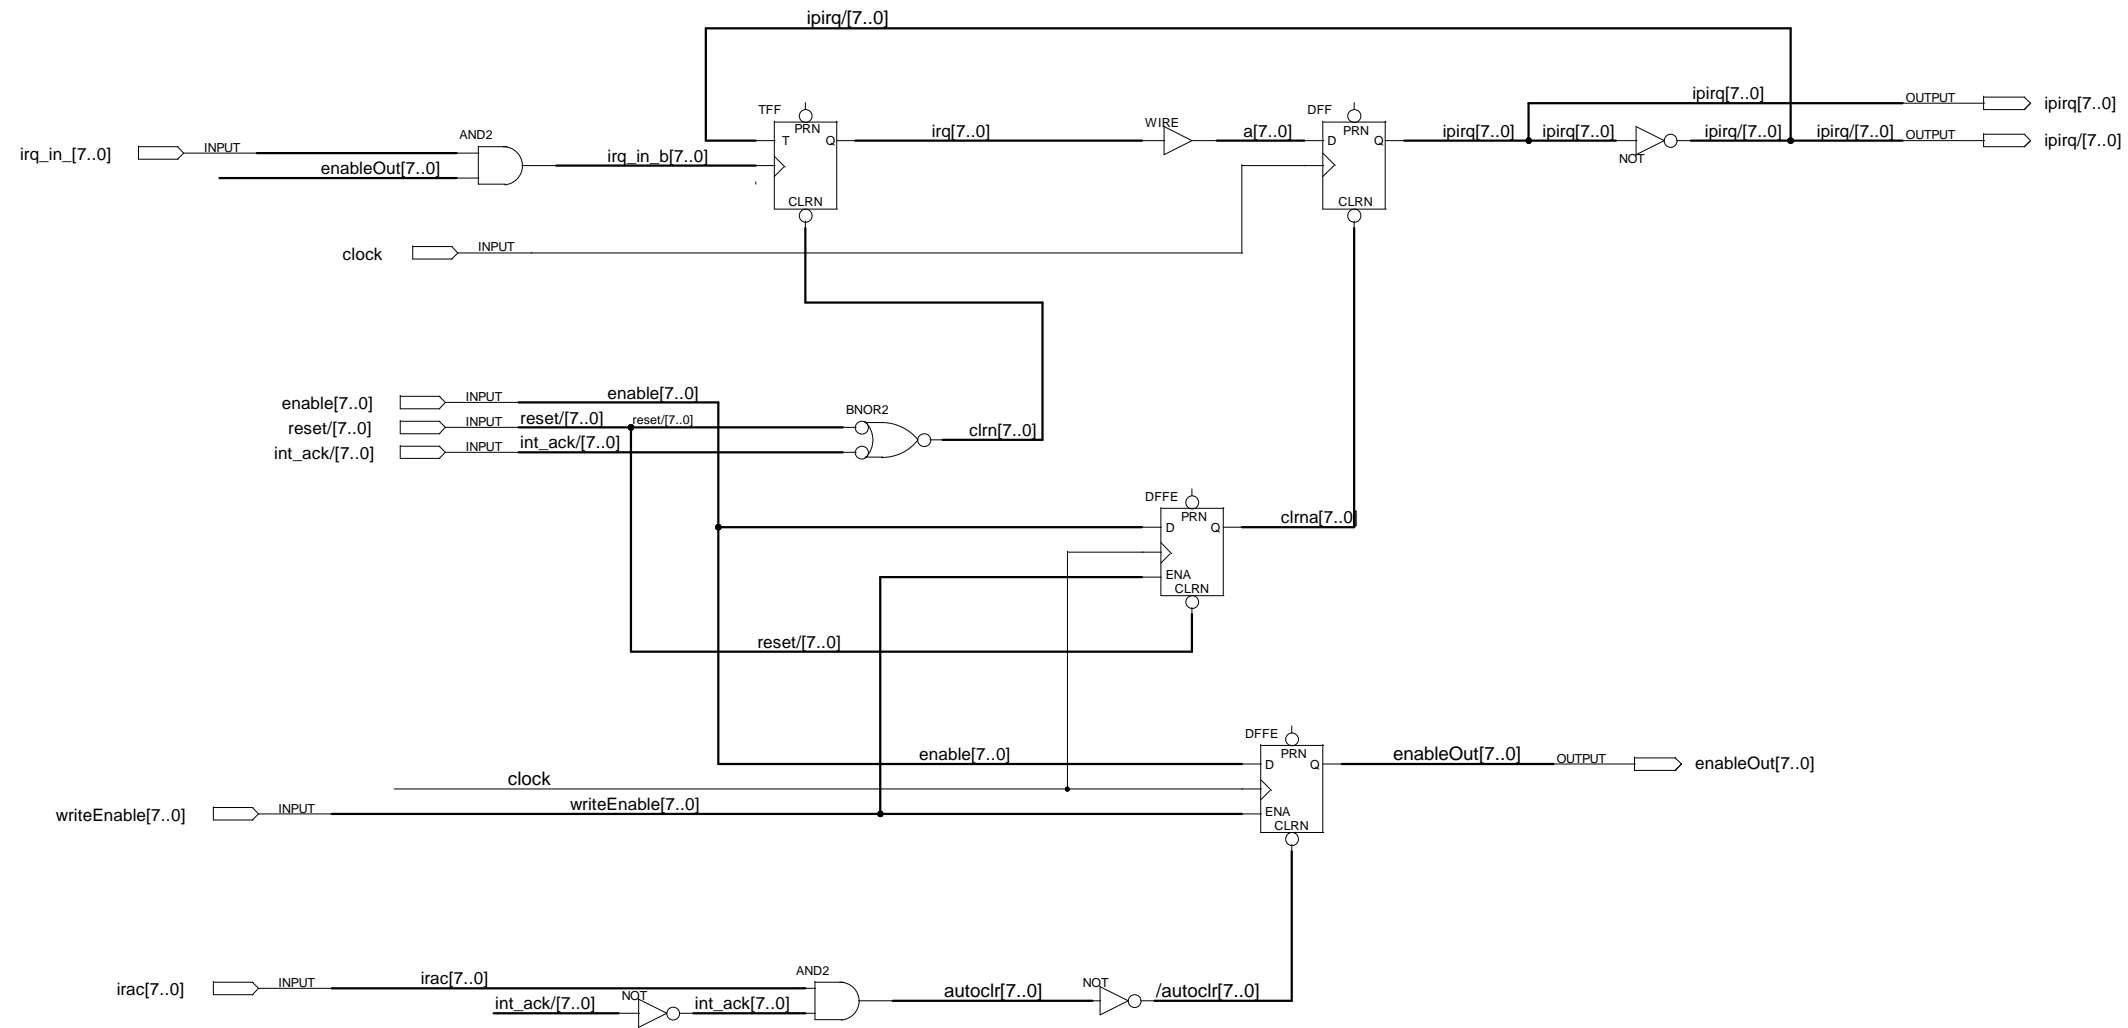 ipirq/[7..0]
TFF
DFF
PRN
T
Q
CLRN
irq[7..0]
WIRE
a[7..0]
PRN
D
Q
CLRN
ipirq[7..0]
OUTPUT
ipirq[7..0]
ipirq[7..0]
ipirq[7..0]
NOT
ipirq/[7..0]
ipirq/[7..0]
OUTPUT
ipirq/[7..0]
AND2
irq_in_[7..0]
INPUT
enableOut[7..0]
irq_in_b[7..0]
clock
INPUT
enable[7..0]
INPUT
enable[7..0]
reset/[7..0]
INPUT
reset/[7..0]
reset/[7..0]
int_ack/[7..0]
INPUT
int_ack/[7..0]
BNOR2
clrn[7..0]
DFFE
PRN
D
Q
ENA
CLRN
clrna[7..0]
reset/[7..0]
DFFE
PRN
D
Q
ENA
CLRN
enable[7..0]
enableOut[7..0]
OUTPUT
enableOut[7..0]
clock
writeEnable[7..0]
INPUT
writeEnable[7..0]
irac[7..0]
INPUT
irac[7..0]
int_ack/[7..0]
NOT
int_ack[7..0]
AND2
autoclr[7..0]
NOT
/autoclr[7..0]